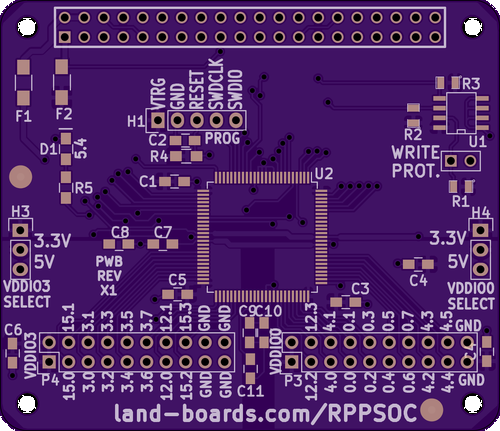 F1
F2
VTRG
GND
RESET
SWDCLK
SWDIO
H1
PROG
R3
R2
U1
D1
5.4
C2
R4
WRITE
PROT.
C1
U2
R5
R1
H3
3.3V
5V
VDDIO3
SELECT
C8
C7
PWB
REV
X1
H4
3.3V
5V
VDDIO0
SELECT
C4
C5
C3
C6
C9
C10
C11
VDDIO3
P4
15.1
3.1
3.3
3.5
3.7
12.1
15.3
GND
GND
15.0
3.0
3.2
3.4
3.6
12.0
15.2
GND
GND
VDDIO0
P3
12.3
4.1
0.1
0.3
0.5
0.7
4.3
4.5
GND
12.2
4.0
0.0
0.2
0.4
0.6
4.2
4.4
GND
land-boards.com/RPPSOC